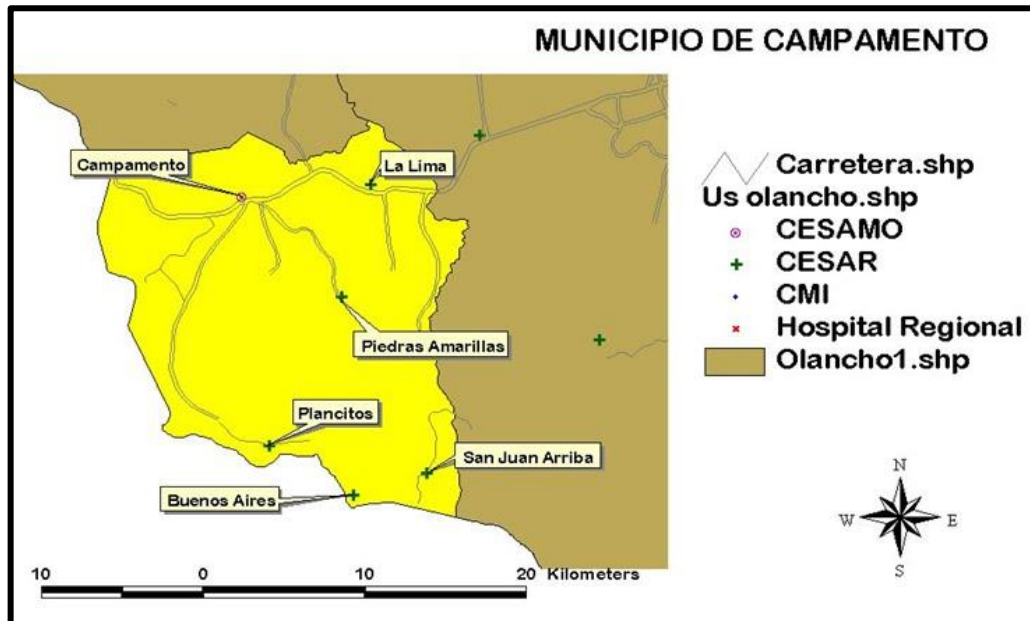 MUNICIPIO DE CAMPAMENTO
Campamento
La Lima
Piedras Amarillas
Plancitos
San Juan Arriba
Buenos Aires
Carretera.shp
Us olancho.shp
CESAMO
CESAR
CMI
Hospital Regional
Olancho1.shp
N
W E
S
10 0 10 20 Kilometers